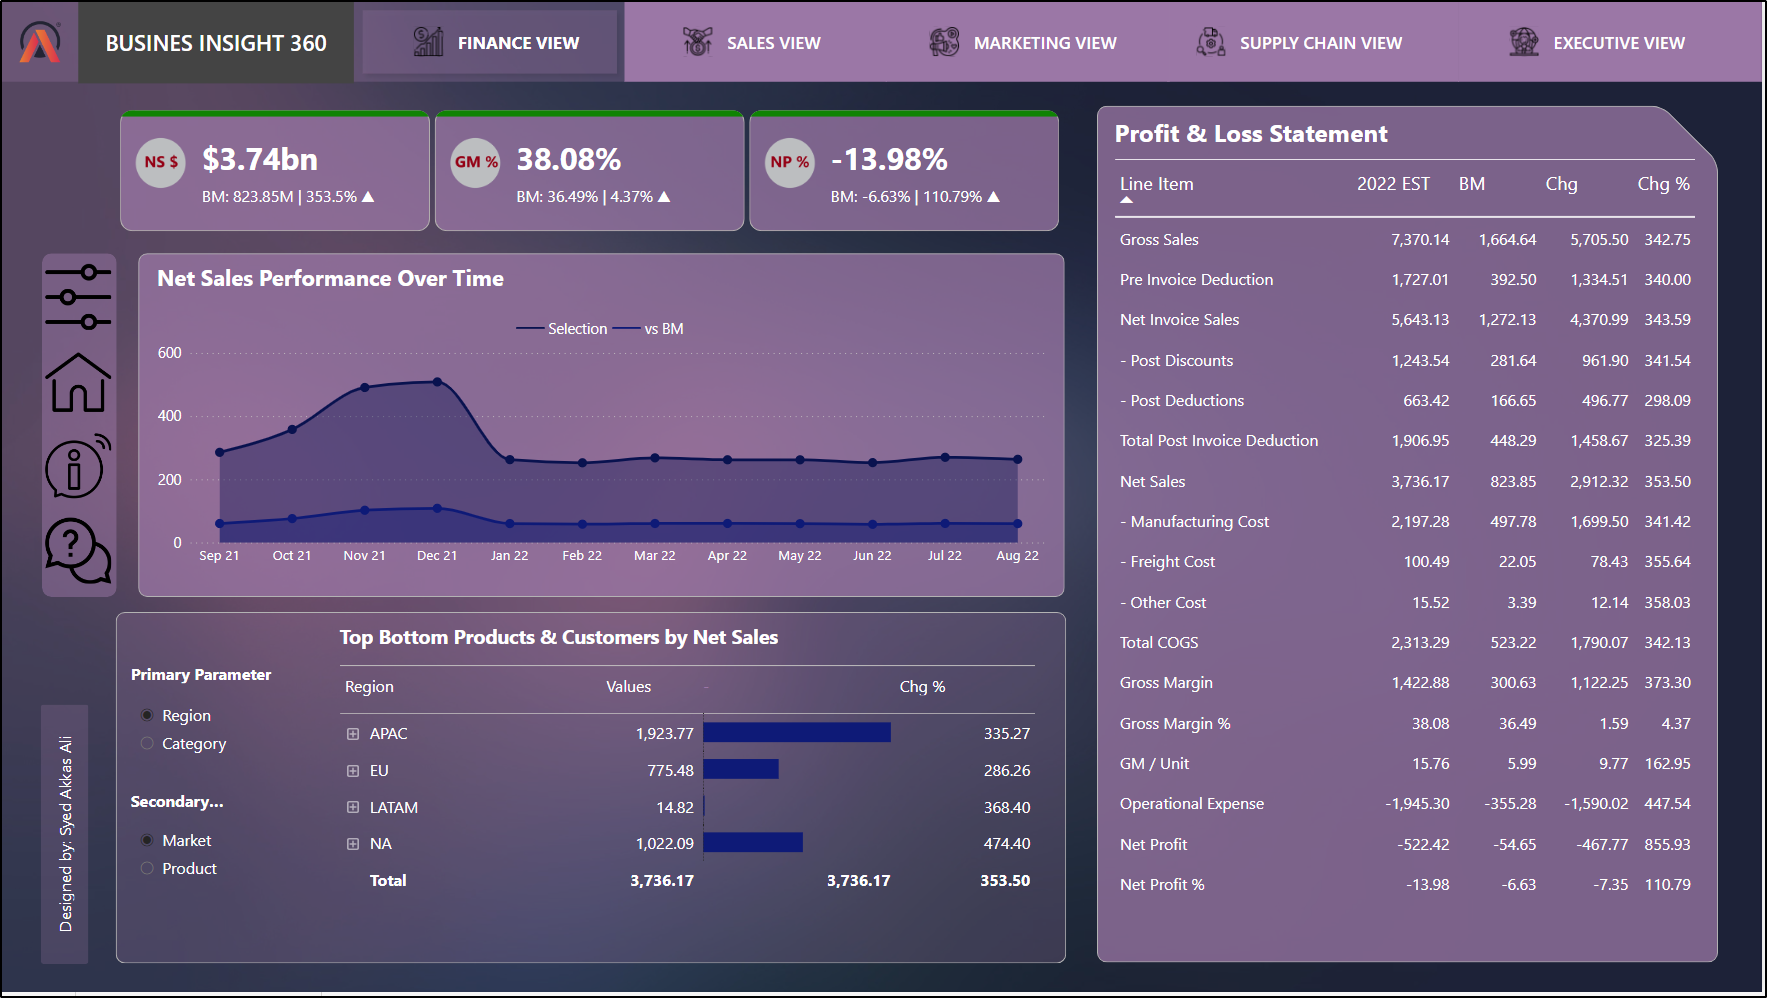 BUSINES INSIGHT 360
FINANCE VIEW
SALES VIEW
MARKETING VIEW
SUPPLY CHAIN VIEW
EXECUTIVE VIEW
NS $
$3.74bn
BM: 823.85M | 353.5% ▲
GM %
38.08%
BM: 36.49% | 4.37% ▲
NP %
-13.98%
BM: -6.63% | 110.79% ▲
Net Sales Performance Over Time
Selection vs BM
600
400
200
0
Sep 21 Oct 21 Nov 21 Dec 21 Jan 22 Feb 22 Mar 22 Apr 22 May 22 Jun 22 Jul 22 Aug 22
Top Bottom Products & Customers by Net Sales
Primary Parameter
Region
Category
Secondary...
Market
Product
Region Values - Chg %
APAC 1,923.77 335.27
EU 775.48 286.26
LATAM 14.82 368.40
NA 1,022.09 474.40
Total 3,736.17 3,736.17 353.50
Designed by: Syed Akkas Ali
Profit & Loss Statement
Line Item 2022 EST BM Chg Chg %
Gross Sales 7,370.14 1,664.64 5,705.50 342.75
Pre Invoice Deduction 1,727.01 392.50 1,334.51 340.00
Net Invoice Sales 5,643.13 1,272.13 4,370.99 343.59
- Post Discounts 1,243.54 281.64 961.90 341.54
- Post Deductions 663.42 166.65 496.77 298.09
Total Post Invoice Deduction 1,906.95 448.29 1,458.67 325.39
Net Sales 3,736.17 823.85 2,912.32 353.50
- Manufacturing Cost 2,197.28 497.78 1,699.50 341.42
- Freight Cost 100.49 22.05 78.43 355.64
- Other Cost 15.52 3.39 12.14 358.03
Total COGS 2,313.29 523.22 1,790.07 342.13
Gross Margin 1,422.88 300.63 1,122.25 373.30
Gross Margin % 38.08 36.49 1.59 4.37
GM / Unit 15.76 5.99 9.77 162.95
Operational Expense -1,945.30 -355.28 -1,590.02 447.54
Net Profit -522.42 -54.65 -467.77 855.93
Net Profit % -13.98 -6.63 -7.35 110.79